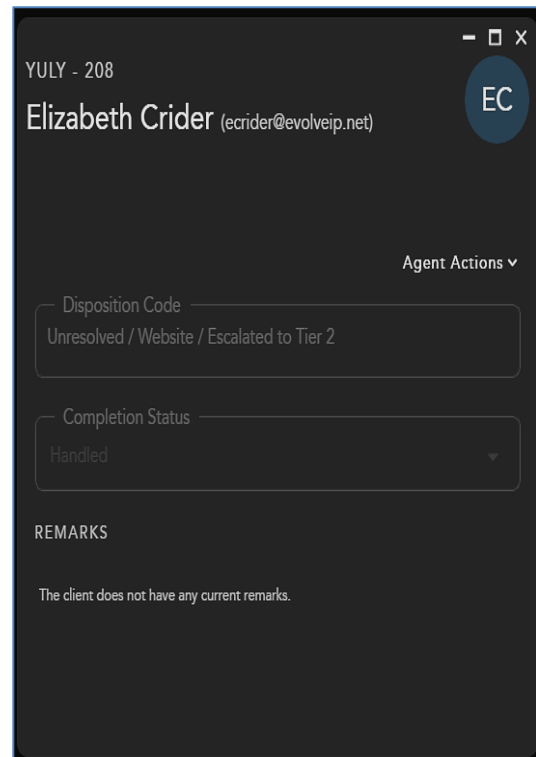 YULY - 208
EC
Elizabeth Crider (ecrider@evolveip.net)
Agent Actions
Disposition Code
Unresolved / Website / Escalated to Tier 2
Completion Status
Handled
REMARKS
The client does not have any current remarks.